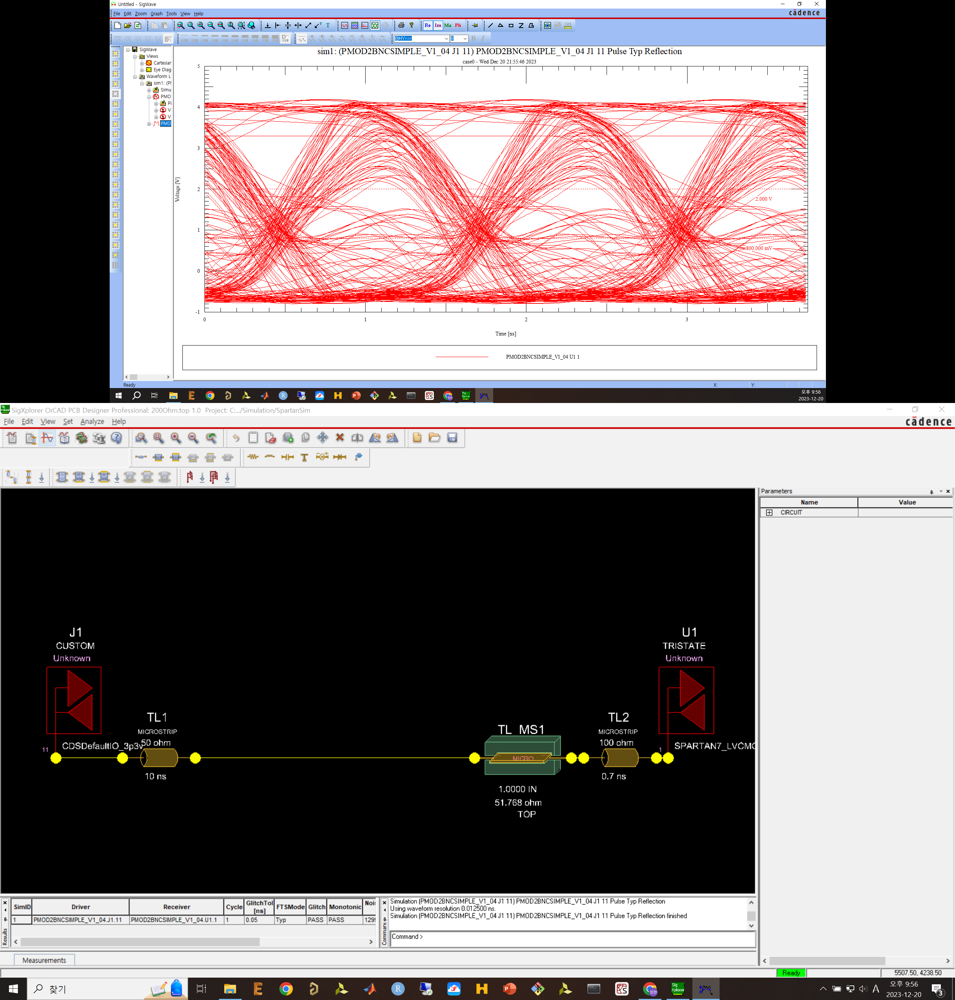 Untitled - SigWave
File Edit Zoom Graph Tools View Help
cādence
Re Im Ma Ph
SigWave
Views
Cartesian
Eye Diag
Waveform L
sim1: (Pl
Simu
PMO
Pi
V
V
PMO
sim1: (PMOD2BNCSIMPLE_V1_04 J1 11) PMOD2BNCSIMPLE_V1_04 J1 11 Pulse Typ Reflection
case0 - Wed Dec 20 21:55:46 2023
5
4
3
2
1
0
-1
Voltage [V]
2.000 V
800.000 mV
0 1 2 3
Time [ns]
PMOD2BNCSIMPLE_V1_04 U1 1
Ready X: Y:
오후 9:56
2023-12-20
SigXplorer OrCAD PCB Designer Professional: 200Ohm.top 1.0 Project: C:.../Simulation/SpartanSim
File Edit View Set Analyze Help
cādence
Parameters
Name Value
CIRCUIT
J1
CUSTOM
Unknown
11
CDSDefaultIO_3p3v
TL1
MICROSTRIP
50 ohm
10 ns
TL_MS1
MICRO
1.0000 IN
51.768 ohm
TOP
TL2
MICROSTRIP
100 ohm
0.7 ns
U1
TRISTATE
Unknown
1
SPARTAN7_LVCMO
SimID Driver Receiver Cycle GlitchTol [ns] FTSMode Glitch Monotonic Noi
1 PMOD2BNCSIMPLE_V1_04.J1.11 PMOD2BNCSIMPLE_V1_04.U1.1 1 0.05 Typ PASS PASS 129
Results
Measurements
Command
Simulation (PMOD2BNCSIMPLE_V1_04 J1 11) PMOD2BNCSIMPLE_V1_04 J1 11 Pulse Typ Reflection
Using waveform resolution 0.012500 ns.
Simulation (PMOD2BNCSIMPLE_V1_04 J1 11) PMOD2BNCSIMPLE_V1_04 J1 11 Pulse Typ Reflection finished
Command >
Ready 5507.50, 4238.50
찾기
A
오후 9:56
2023-12-20
3